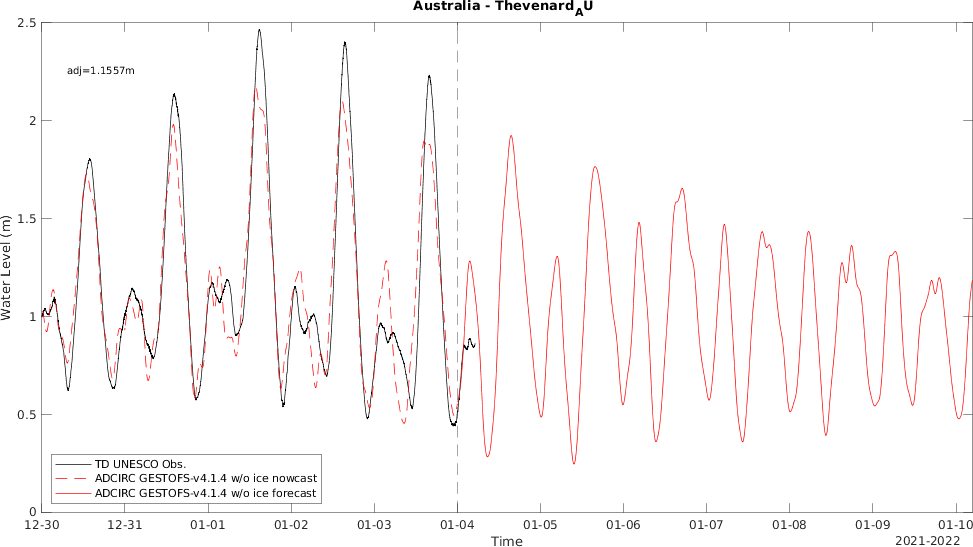 Australia - Thevenard_AU
2.5
adj=1.1557m
2
1.5
Water Level (m)
1
0.5
TD UNESCO Obs.
ADCIRC GESTOFS-v4.1.4 w/o ice nowcast
ADCIRC GESTOFS-v4.1.4 w/o ice forecast
0
12-30 12-31 01-01 01-02 01-03 01-04 01-05 01-06 01-07 01-08 01-09 01-10
Time
2021-2022